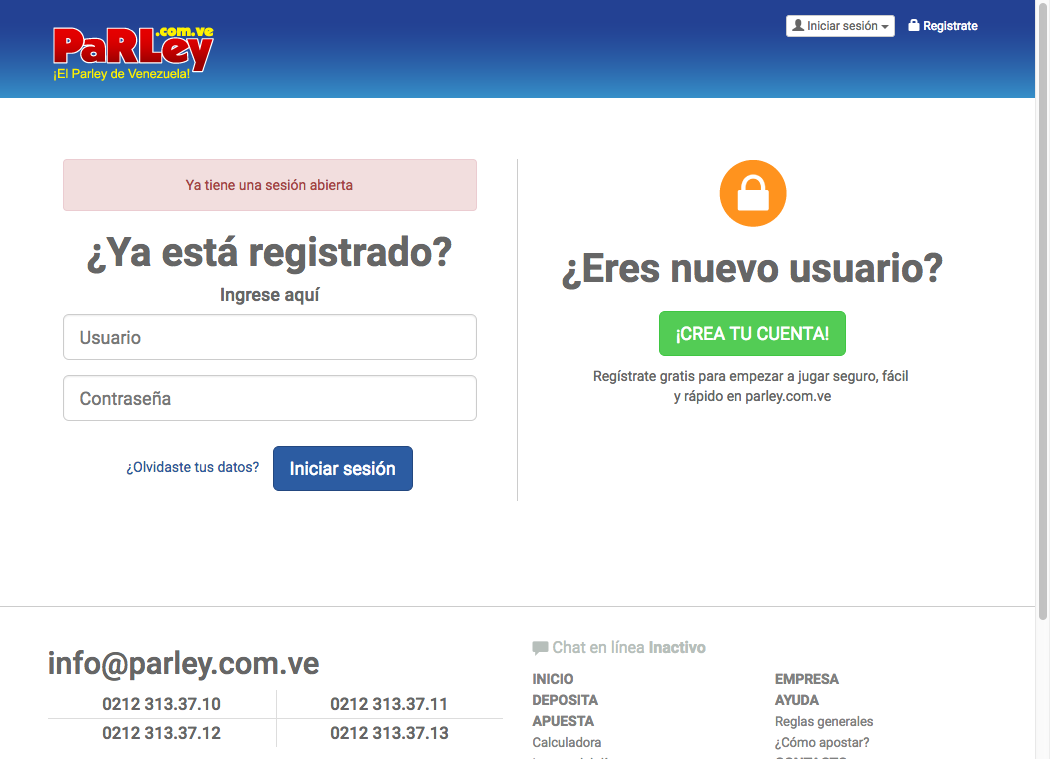 PaRLey.com.ve
¡El Parley de Venezuela!
Iniciar sesión
Registrate
Ya tiene una sesión abierta
¿Ya está registrado?
Ingrese aquí
Usuario
Contraseña
¿Olvidaste tus datos?
Iniciar sesión
¿Eres nuevo usuario?
¡CREA TU CUENTA!
Regístrate gratis para empezar a jugar seguro, fácil
y rápido en parley.com.ve
info@parley.com.ve
0212 313.37.10
0212 313.37.11
0212 313.37.12
0212 313.37.13
Chat en línea Inactivo
INICIO
DEPOSITA
APUESTA
Calculadora
EMPRESA
AYUDA
Reglas generales
¿Cómo apostar?